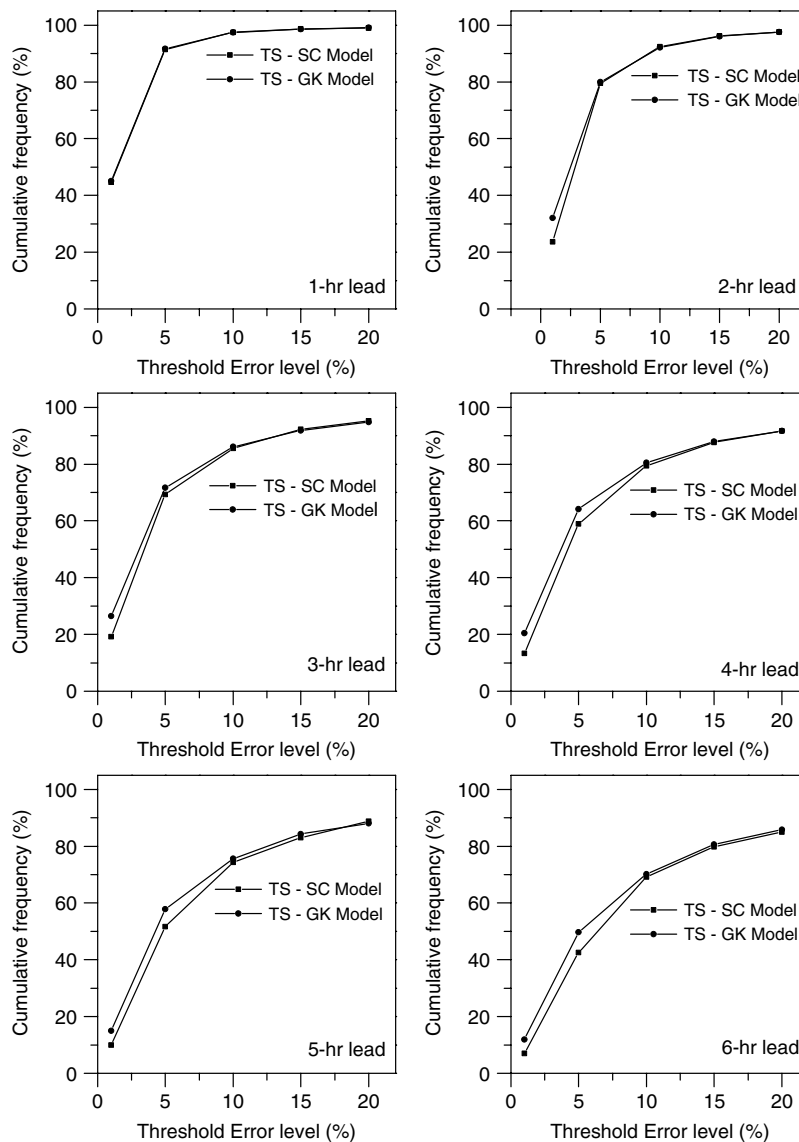 100
80
60
40
20
0
Cumulative frequency (%)
TS - SC Model
TS - GK Model
1-hr lead
0 5 10 15 20
Threshold Error level (%)
100
80
60
40
20
0
Cumulative frequency (%)
TS - SC Model
TS - GK Model
2-hr lead
0 5 10 15 20
Threshold Error level (%)
100
80
60
40
20
0
Cumulative frequency (%)
TS - SC Model
TS - GK Model
3-hr lead
0 5 10 15 20
Threshold Error level (%)
100
80
60
40
20
0
Cumulative frequency (%)
TS - SC Model
TS - GK Model
4-hr lead
0 5 10 15 20
Threshold Error level (%)
100
80
60
40
20
0
Cumulative frequency (%)
TS - SC Model
TS - GK Model
5-hr lead
0 5 10 15 20
Threshold Error level (%)
100
80
60
40
20
0
Cumulative frequency (%)
TS - SC Model
TS - GK Model
6-hr lead
0 5 10 15 20
Threshold Error level (%)